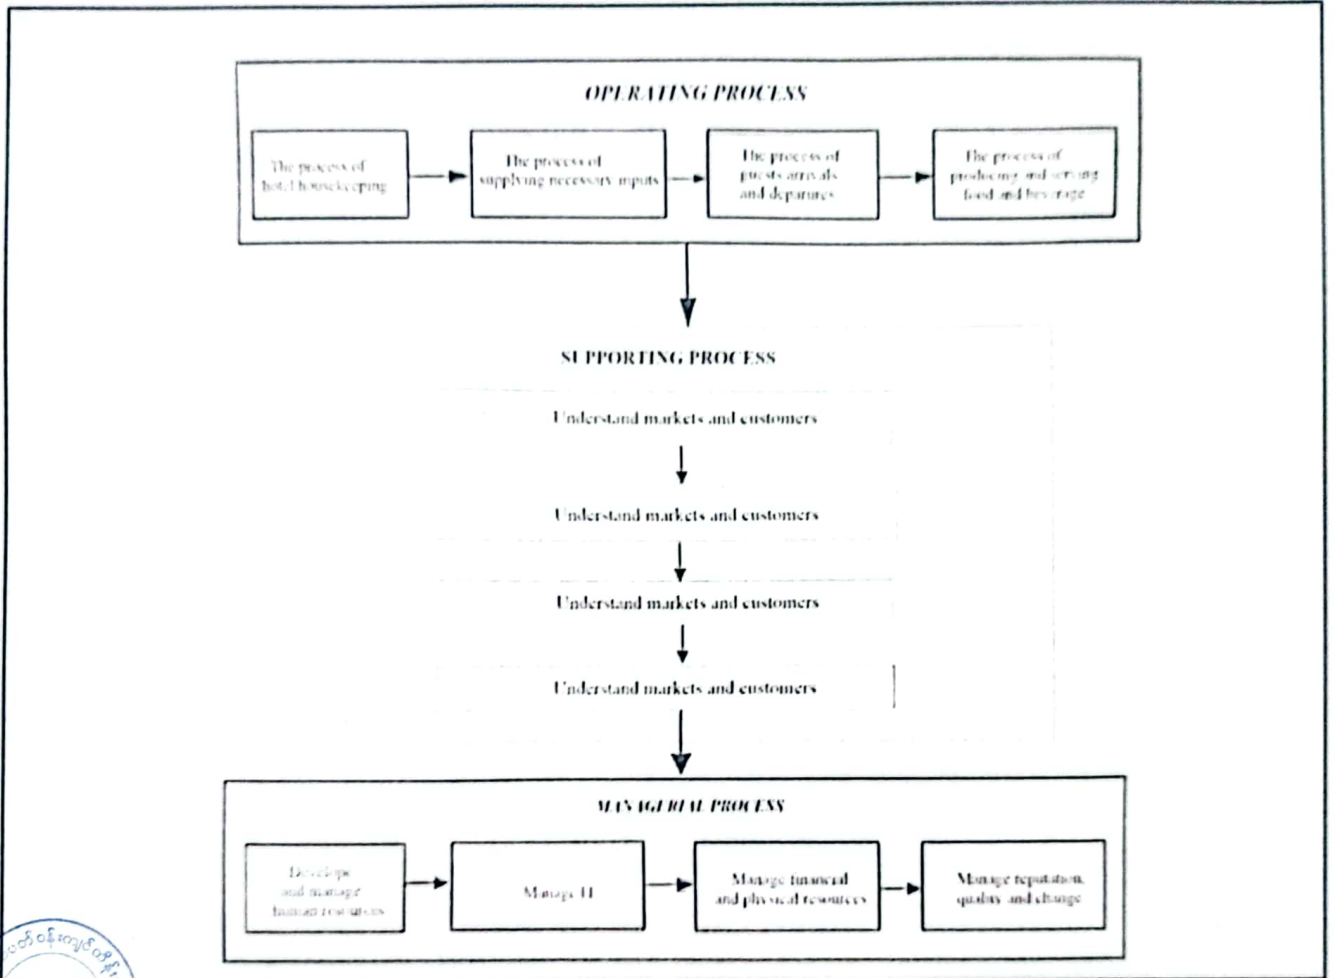 OPERATING PROCESS
The process of
hotel housekeeping
The process of
supplying necessary inputs
The process of
guests arrivals
and departures
The process of
producing and serving
food and beverage
SUPPORTING PROCESS
Understand markets and customers
Understand markets and customers
Understand markets and customers
Understand markets and customers
MANAGERIAL PROCESS
Develope
and manage
human resources
Manage IT
Manage financial
and physical resources
Manage reputation,
quality and change